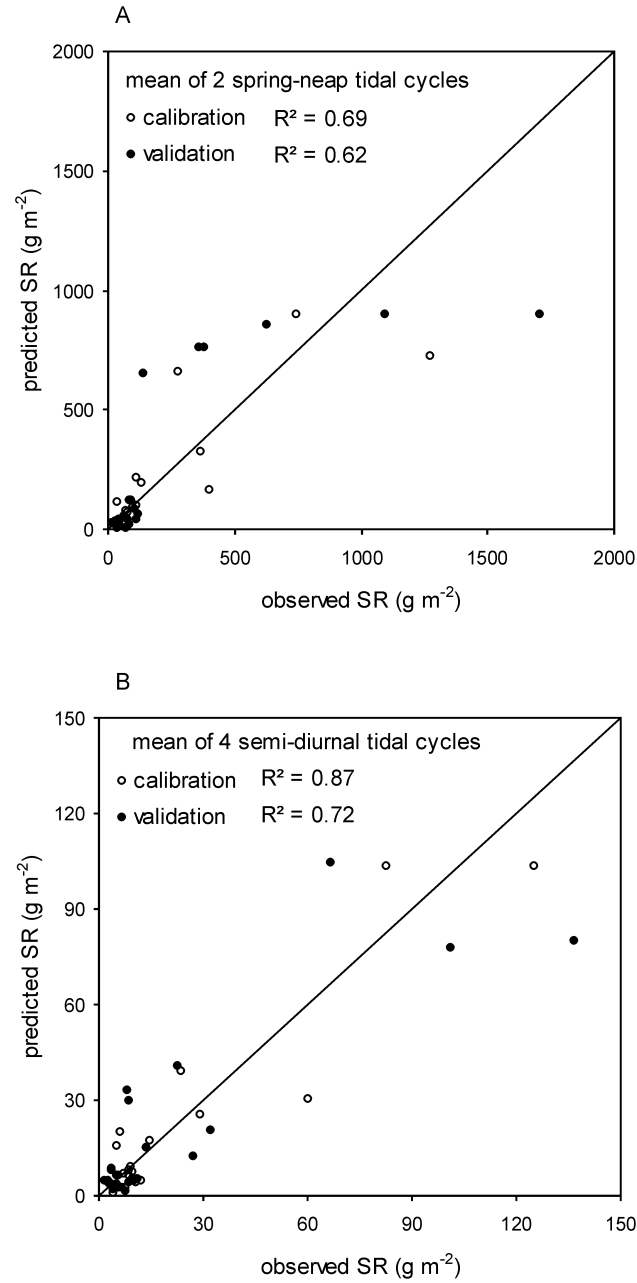 A
2000
mean of 2 spring-neap tidal cycles
calibration R² = 0.69
validation R² = 0.62
1500
1000
500
0
predicted SR (g m⁻²)
0 500 1000 1500 2000
observed SR (g m⁻²)
B
150
mean of 4 semi-diurnal tidal cycles
calibration R² = 0.87
validation R² = 0.72
120
90
60
30
0
predicted SR (g m⁻²)
0 30 60 90 120 150
observed SR (g m⁻²)